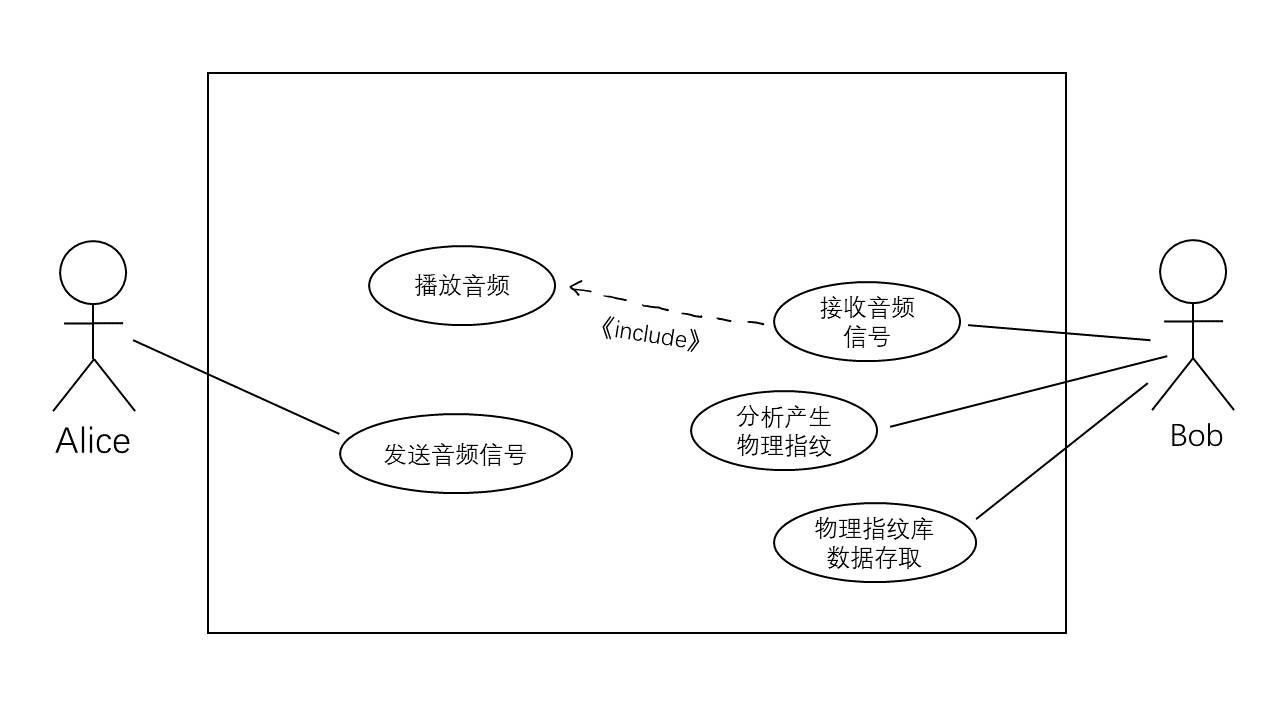 播放音频
接收音频
信号
《include》
分析产生
物理指纹
Alice
Bob
发送音频信号
物理指纹库
数据存取